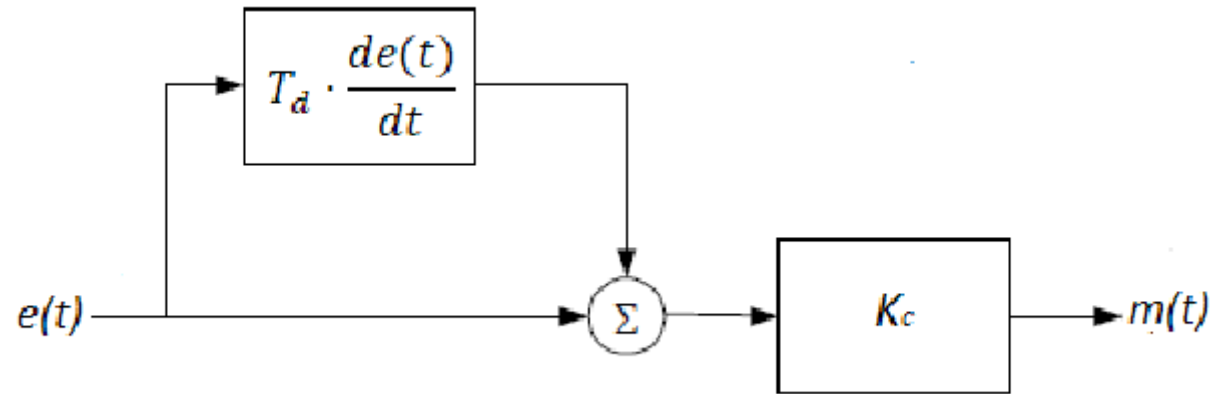 T_d · de(t)/dt
e(t)
Σ
K_c
m(t)